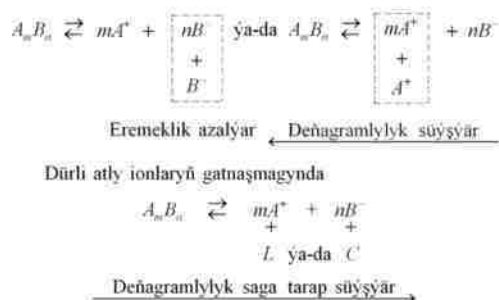 AₘBₙ ⇄ mA⁺ + nB⁻ ýa-da AₘBₙ ⇄ mA⁺ + nB⁻
+ +
B⁻ A⁺
Eremeklik azalýar Deňagramlylyk süýşýär
Dürli atly ionlaryň gatnaşmagynda
AₘBₙ ⇄ mA⁺ + nB⁻
+ +
L ýa-da C
Deňagramlylyk saga tarap süýşýär